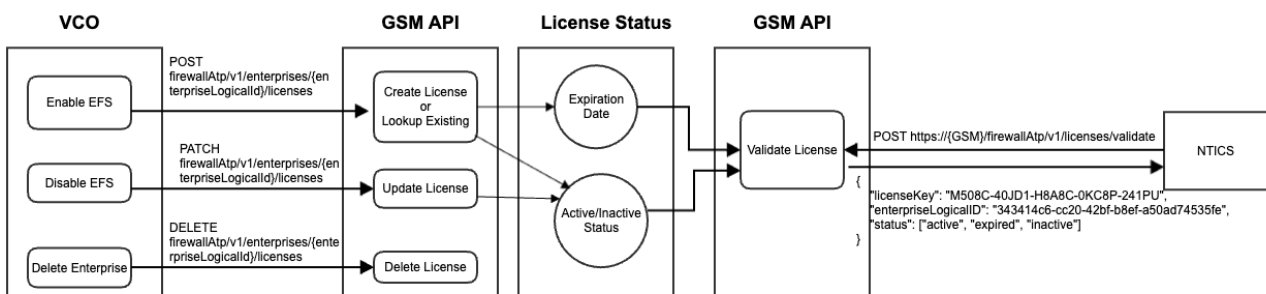 VCO
GSM API
License Status
GSM API
POST
firewallAtp/v1/enterprises/{en
terpriseLogicalId}/licenses
Enable EFS
Create License
or
Lookup Existing
Expiration
Date
PATCH
firewallAtp/v1/enterprises/{en
terpriseLogicalId}/licenses
Disable EFS
Update License
Active/Inactive
Status
DELETE
firewallAtp/v1/enterprises/{ente
rpriseLogicalId}/licenses
Delete Enterprise
Delete License
Validate License
POST https://{GSM}/firewallAtp/v1/licenses/validate
NTICS
{
"licenseKey": "M508C-40JD1-H8A8C-0KC8P-241PU",
"enterpriseLogicalID": "343414c6-cc20-42bf-b8ef-a50ad74535fe",
"status": ["active", "expired", "inactive"]
}